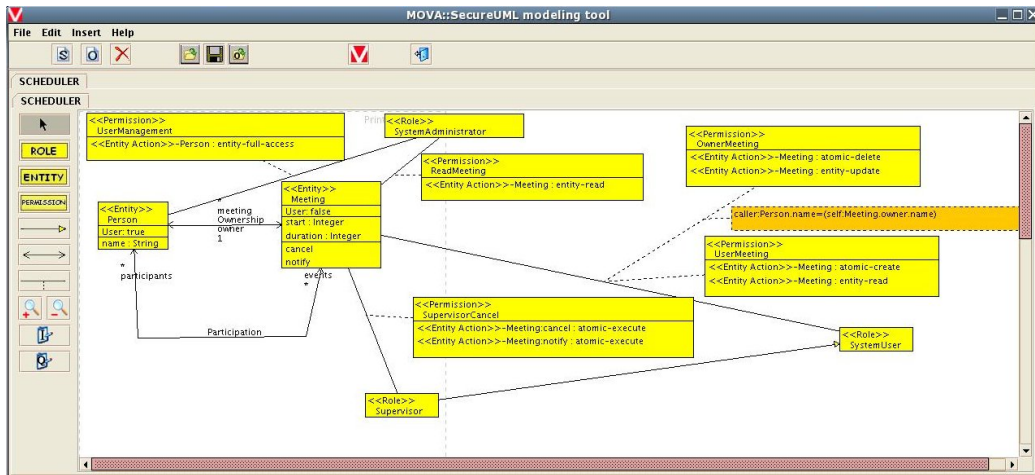 MOVA::SecureUML modeling tool
File Edit Insert Help
SCHEDULER
SCHEDULER
ROLE
ENTITY
PERMISSION
Print
<<Permission>>
UserManagement
<<Entity Action>>-Person : entity-full-access
<<Role>>
SystemAdministrator
<<Permission>>
ReadMeeting
<<Entity Action>>-Meeting : entity-read
<<Permission>>
OwnerMeeting
<<Entity Action>>-Meeting : atomic-delete
<<Entity Action>>-Meeting : entity-update
<<Entity>>
Person
User: true
name : String
*
meeting
Ownership
owner
1
<<Entity>>
Meeting
User: false
start : Integer
duration : Integer
cancel
notify
caller:Person.name=(self:Meeting.owner.name)
<<Permission>>
UserMeeting
<<Entity Action>>-Meeting : atomic-create
<<Entity Action>>-Meeting : entity-read
*
participants
events
*
Participation
<<Permission>>
SupervisorCancel
<<Entity Action>>-Meeting:cancel : atomic-execute
<<Entity Action>>-Meeting:notify : atomic-execute
<<Role>>
SystemUser
<<Role>>
Supervisor